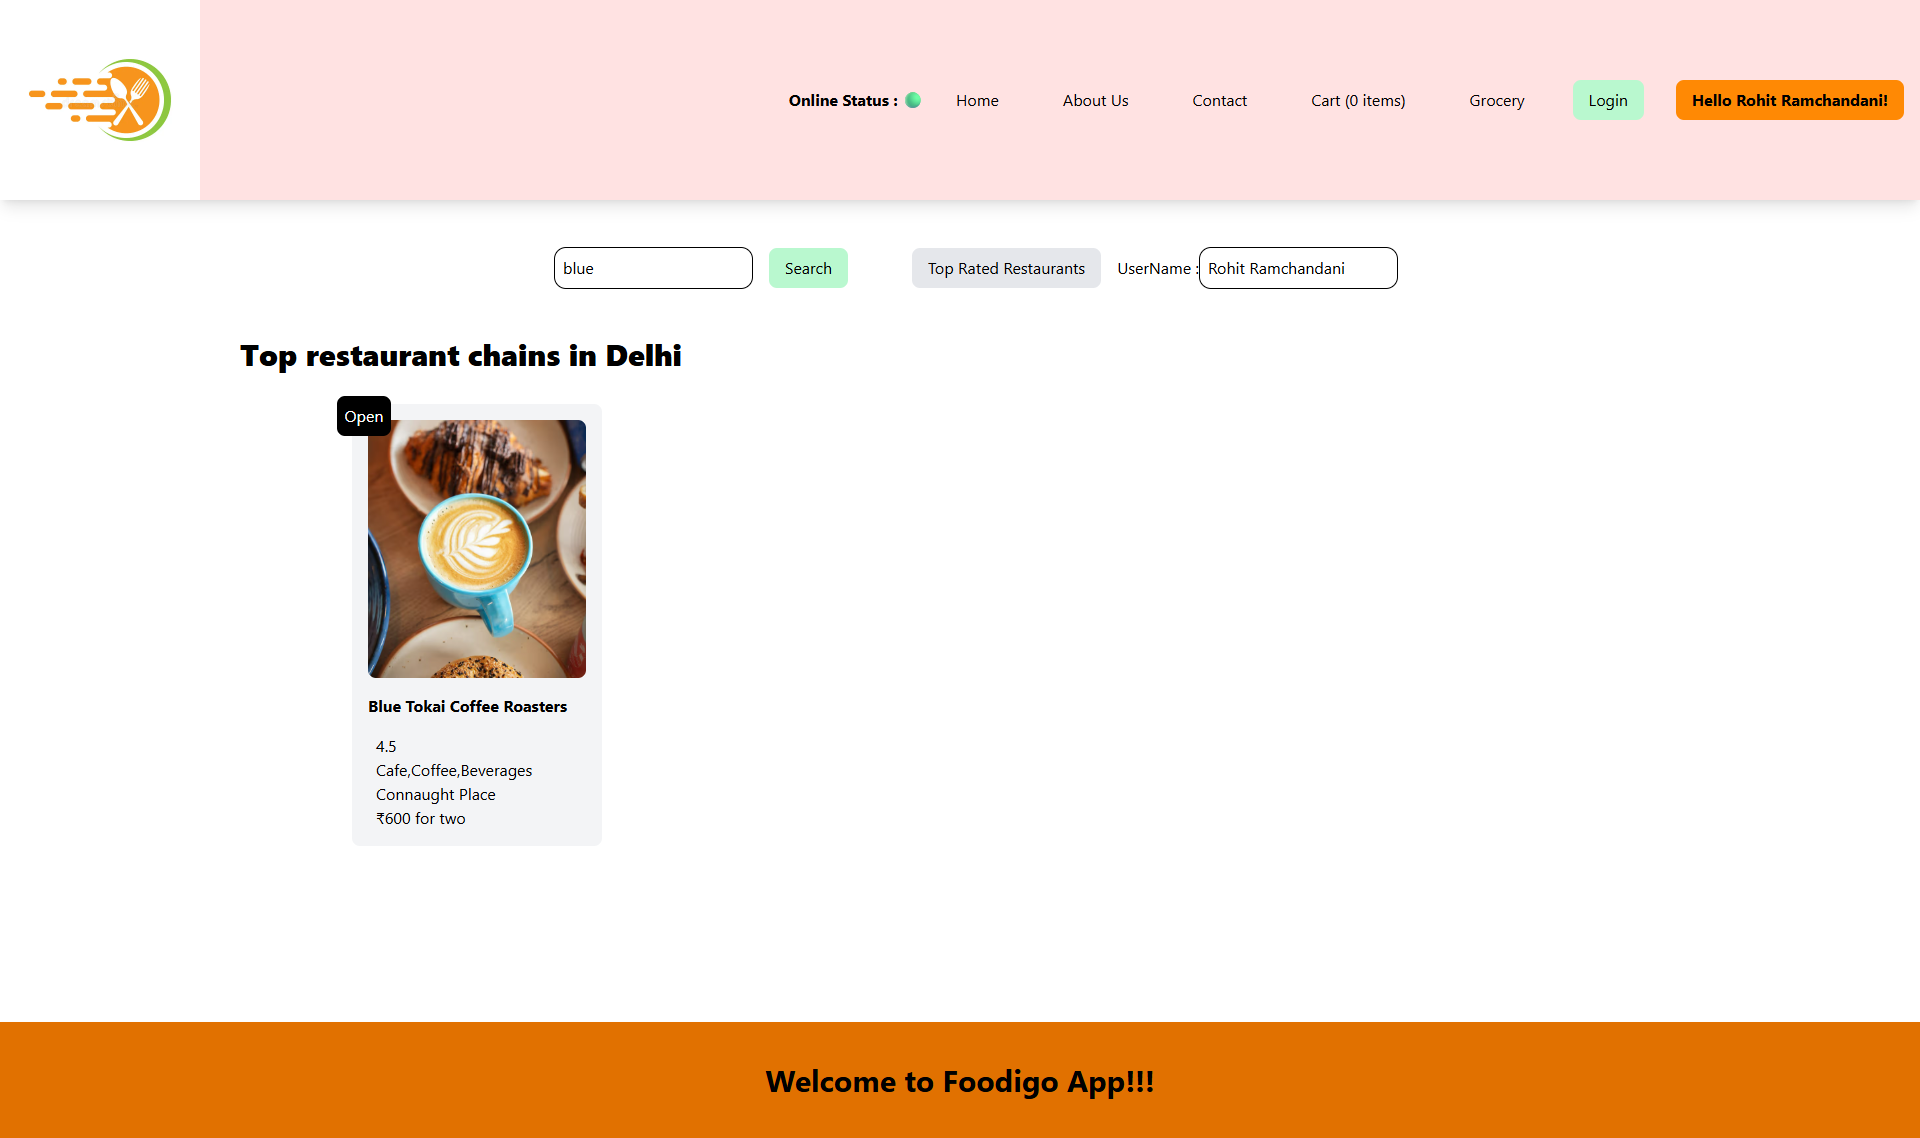 Online Status : Home About Us Contact Cart (0 items) Grocery Login Hello Rohit Ramchandani!
blue Search Top Rated Restaurants UserName : Rohit Ramchandani
Top restaurant chains in Delhi
Open
Blue Tokai Coffee Roasters
4.5
Cafe,Coffee,Beverages
Connaught Place
₹600 for two
Welcome to Foodigo App!!!